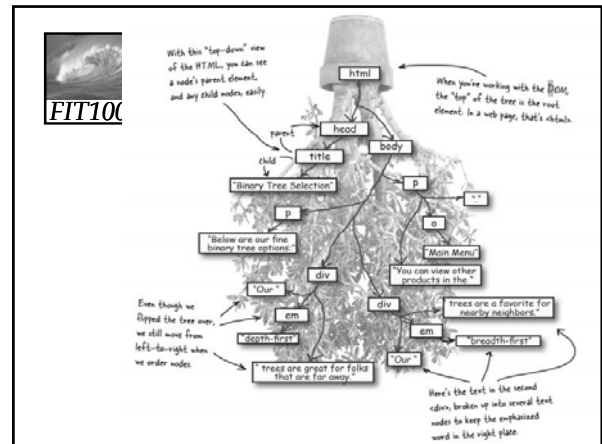 With this "top-down" view
of the HTML, you can see
a node's parent element,
and any child nodes, easily.
html
When you're working with the DOM,
the "top" of the tree is the root
element. In a web page, that's <html>.
FIT100
parent
head
body
child
title
"Binary Tree Selection"
p
p
"."
a
"Below are our fine
binary tree options:"
"Main Menu"
"You can view other
products in the "
div
"Our "
div
Even though we
flipped the tree over,
we still move from
left-to-right when
we order nodes.
em
"depth-first"
" trees are great for folks
that are far away."
trees are a favorite for
nearby neighbors."
em
"breadth-first"
"Our "
Here's the text in the second
<div>, broken up into several text
nodes to keep the emphasized
word in the right place.